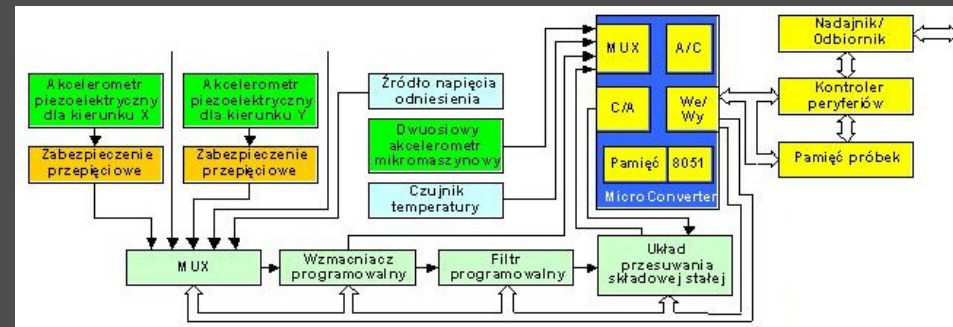 Akcelerometr
piezoelektryczny
dla kierunku X
Akcelerometr
piezoelektryczny
dla kierunku Y
Zabezpieczenie
przepięciowe
Zabezpieczenie
przepięciowe
Źródło napięcia
odniesienia
Dwuosiowy
akcelerometr
mikromaszynowy
Czujnik
temperatury
MUX
A/C
C/A
We/
Wy
Pamięć
8051
MicroConverter
Nadajnik/
Odbiornik
Kontroler
peryferiów
Pamięć próbek
MUX
Wzmacniacz
programowalny
Filtr
programowalny
Układ
przesuwania
składowej stałej